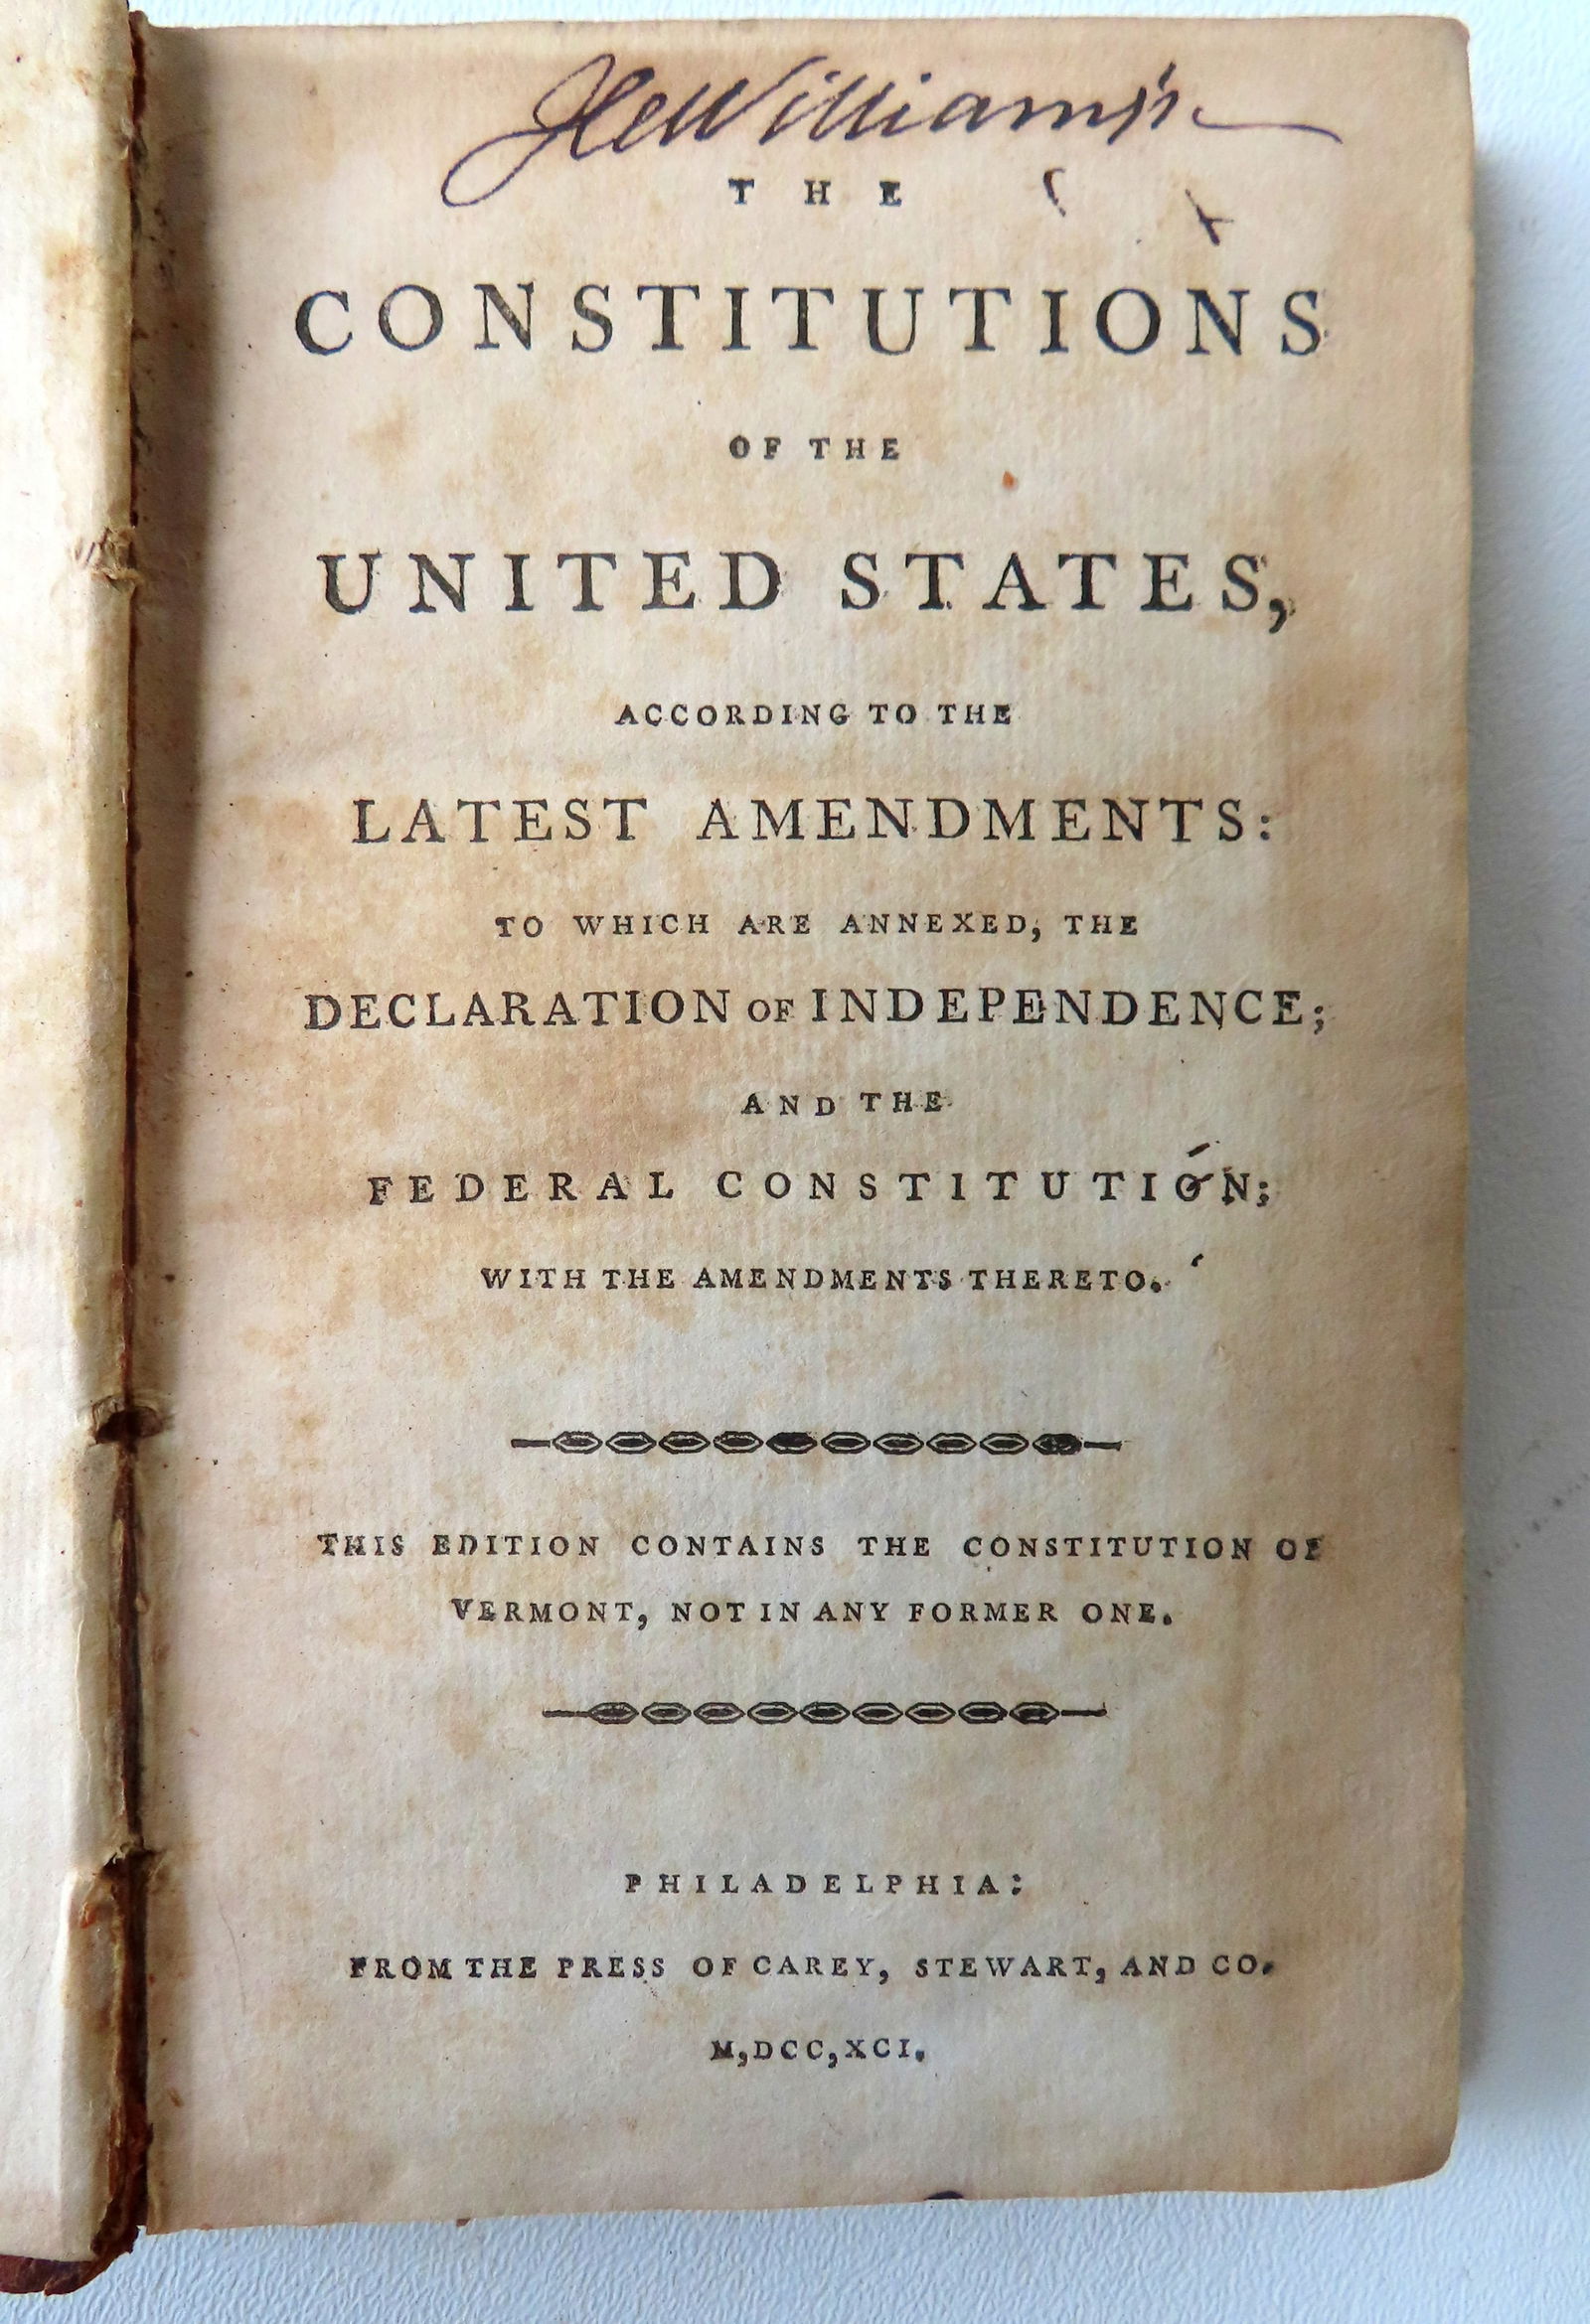 THE
CONSTITUTIONS
OF THE
UNITED STATES,
ACCORDING TO THE
LATEST AMENDMENTS:
TO WHICH ARE ANNEXED, THE
DECLARATION OF INDEPENDENCE;
AND THE
FEDERAL CONSTITUTION;
WITH THE AMENDMENTS THERETO.
THIS EDITION CONTAINS THE CONSTITUTION OF
VERMONT, NOT IN ANY FORMER ONE.
PHILADELPHIA:
FROM THE PRESS OF CAREY, STEWART, AND CO.
M,DCC,XCI.